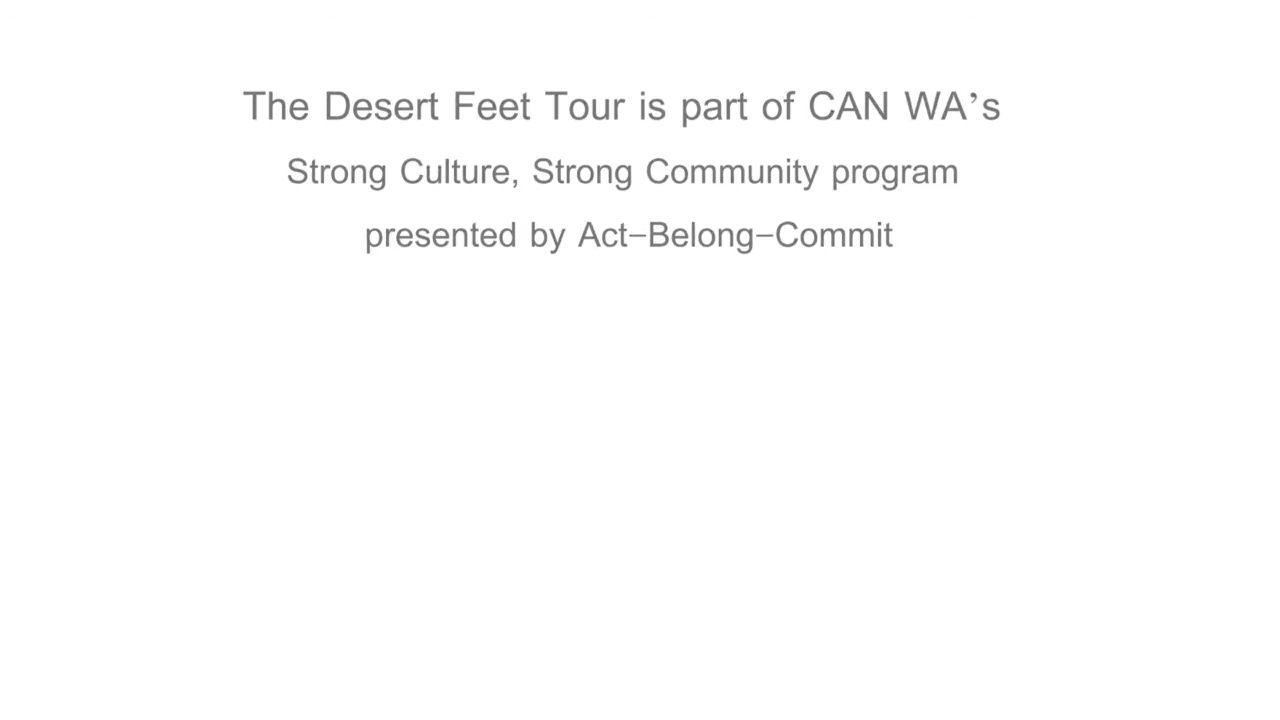 The Desert Feet Tour is part of CAN WA’s
Strong Culture, Strong Community program
presented by Act-Belong-Commit